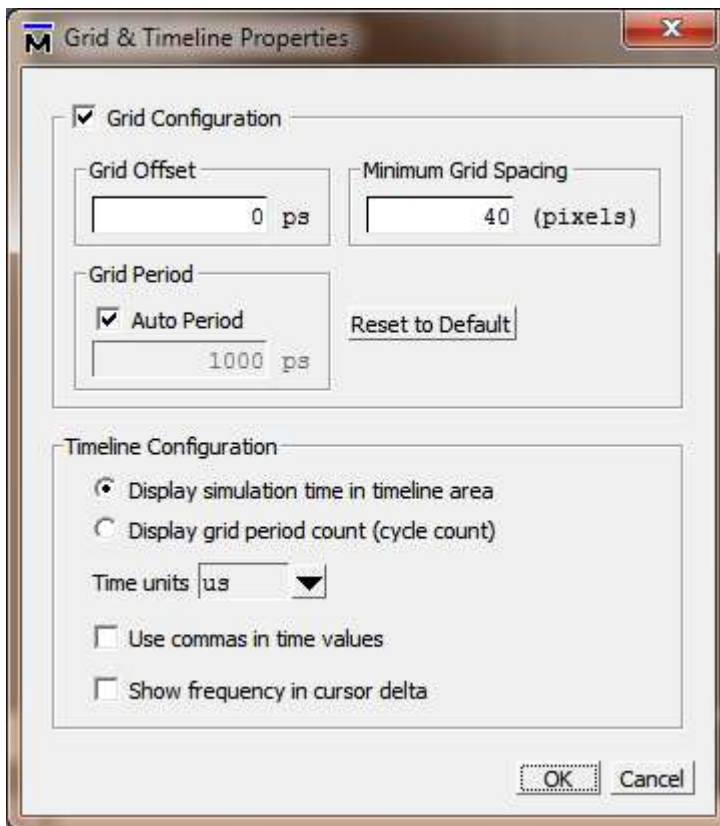 Grid & Timeline Properties
Grid Configuration
Grid Offset
0 ps
Minimum Grid Spacing
40 (pixels)
Grid Period
Auto Period
1000 ps
Reset to Default
Timeline Configuration
Display simulation time in timeline area
Display grid period count (cycle count)
Time units us
Use commas in time values
Show frequency in cursor delta
OK Cancel